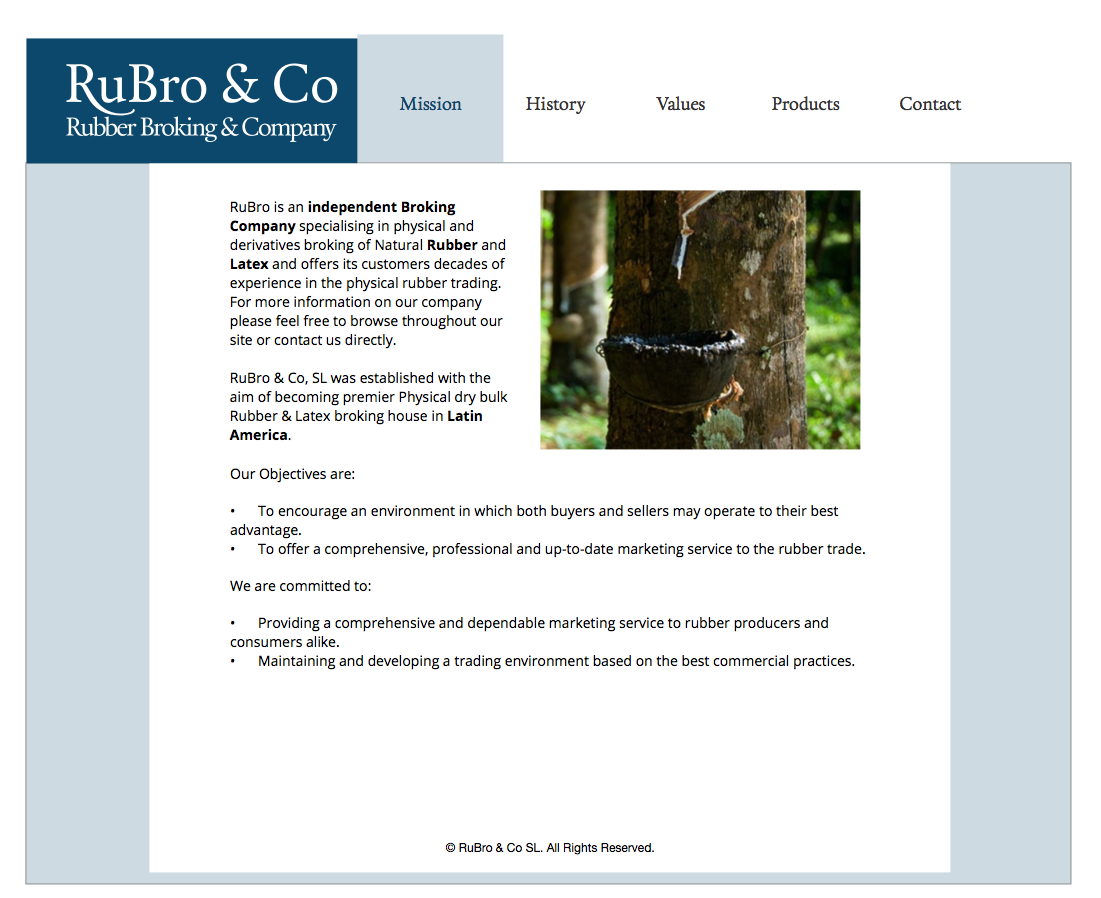 RuBro & Co
Rubber Broking & Company
Mission
History
Values
Products
Contact
RuBro is an independent Broking
Company specialising in physical and
derivatives broking of Natural Rubber and
Latex and offers its customers decades of
experience in the physical rubber trading.
For more information on our company
please feel free to browse throughout our
site or contact us directly.
RuBro & Co, SL was established with the
aim of becoming premier Physical dry bulk
Rubber & Latex broking house in Latin
America.
Our Objectives are:
• To encourage an environment in which both buyers and sellers may operate to their best
advantage.
• To offer a comprehensive, professional and up-to-date marketing service to the rubber trade.
We are committed to:
• Providing a comprehensive and dependable marketing service to rubber producers and
consumers alike.
• Maintaining and developing a trading environment based on the best commercial practices.
© RuBro & Co SL. All Rights Reserved.